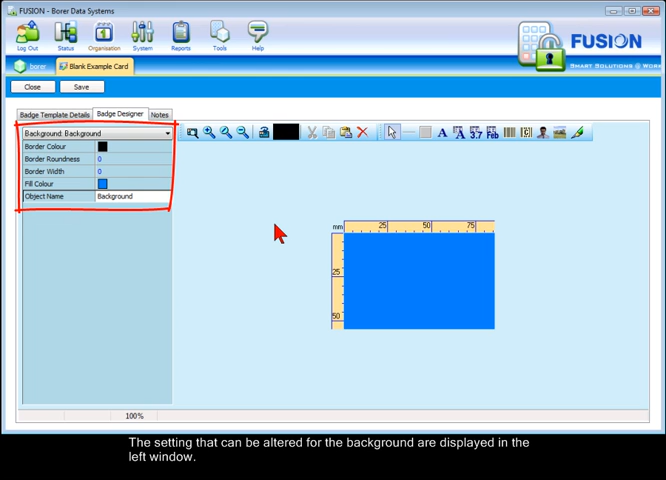 FUSION - Borer Data Systems
Log Out
Status
Organisation
System
Reports
Tools
Help
FUSION
SMART SOLUTIONS @ WORK
borer
Blank Example Card
Close
Save
Badge Template Details
Badge Designer
Notes
Background: Background
Border Colour
Border Roundness 0
Border Width 0
Fill Colour
Object Name Background
A A 3.7 Feb
mm 25 50 75
25
50
100%
The setting that can be altered for the background are displayed in the
left window.